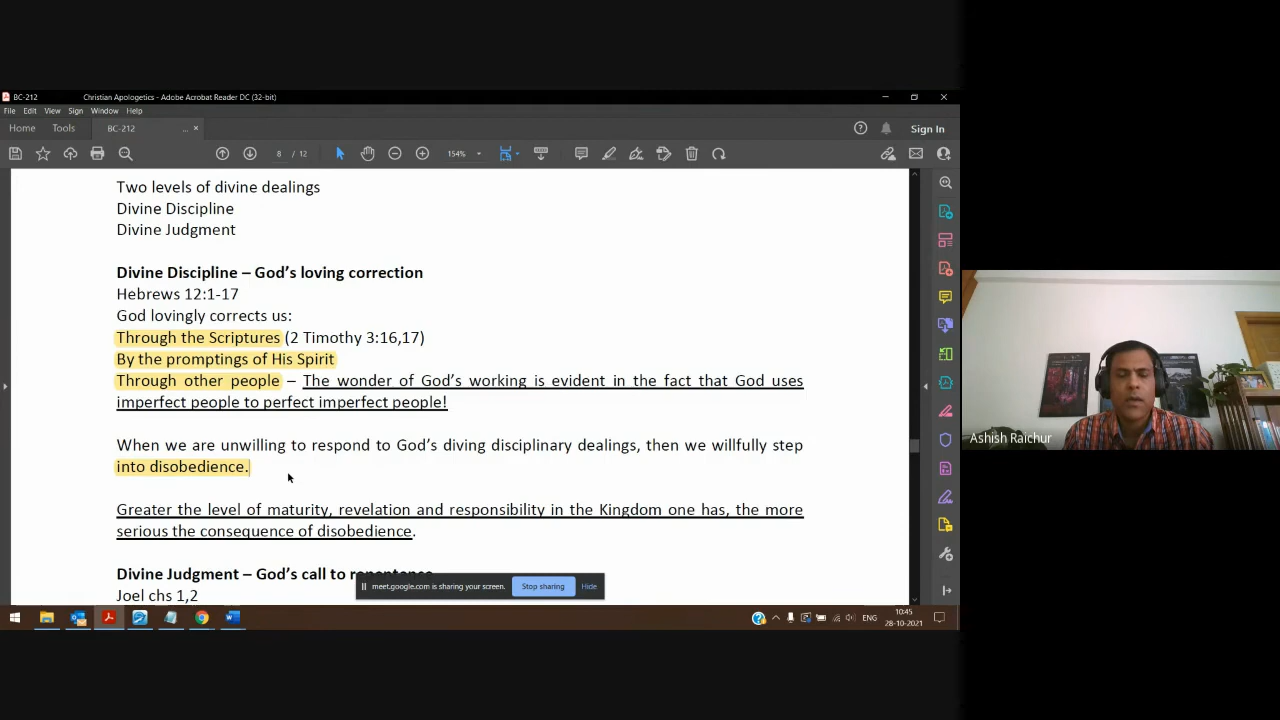 BC-212
Christian Apologetics - Adobe Acrobat Reader DC (32-bit)
File Edit View Sign Window Help
Home Tools BC-212 ... × Sign In
8 / 12 154%
Two levels of divine dealings
Divine Discipline
Divine Judgment
Divine Discipline – God's loving correction
Hebrews 12:1-17
God lovingly corrects us:
Through the Scriptures (2 Timothy 3:16,17)
By the promptings of His Spirit
Through other people – The wonder of God's working is evident in the fact that God uses
imperfect people to perfect imperfect people!
When we are unwilling to respond to God's diving disciplinary dealings, then we willfully step
into disobedience.
Greater the level of maturity, revelation and responsibility in the Kingdom one has, the more
serious the consequence of disobedience.
Divine Judgment – God's call to repentance
Joel chs 1,2
meet.google.com is sharing your screen. Stop sharing Hide
ENG
10:45
28-10-2021
Ashish Raichur